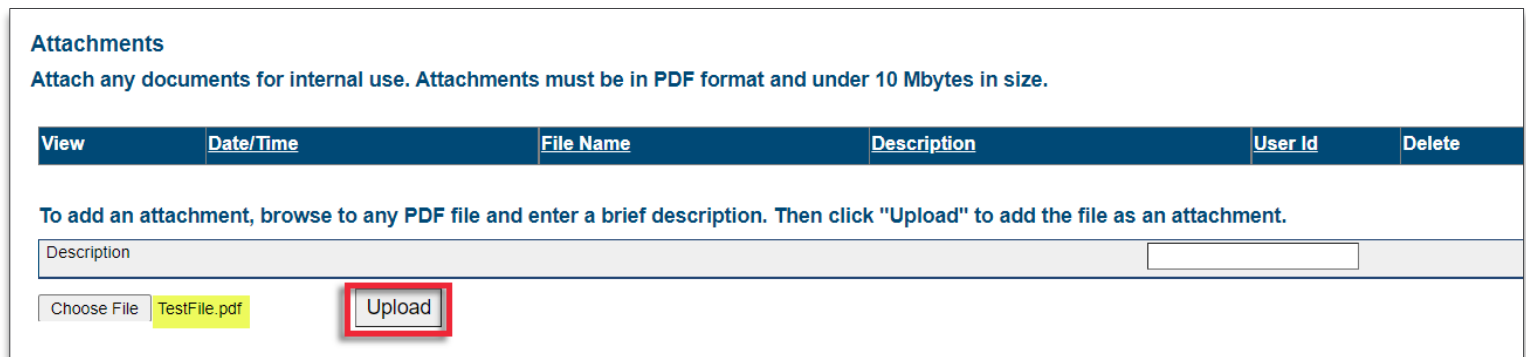 Attachments
Attach any documents for internal use. Attachments must be in PDF format and under 10 Mbytes in size.
View Date/Time File Name Description User Id Delete
To add an attachment, browse to any PDF file and enter a brief description. Then click "Upload" to add the file as an attachment.
Description
Choose File TestFile.pdf Upload